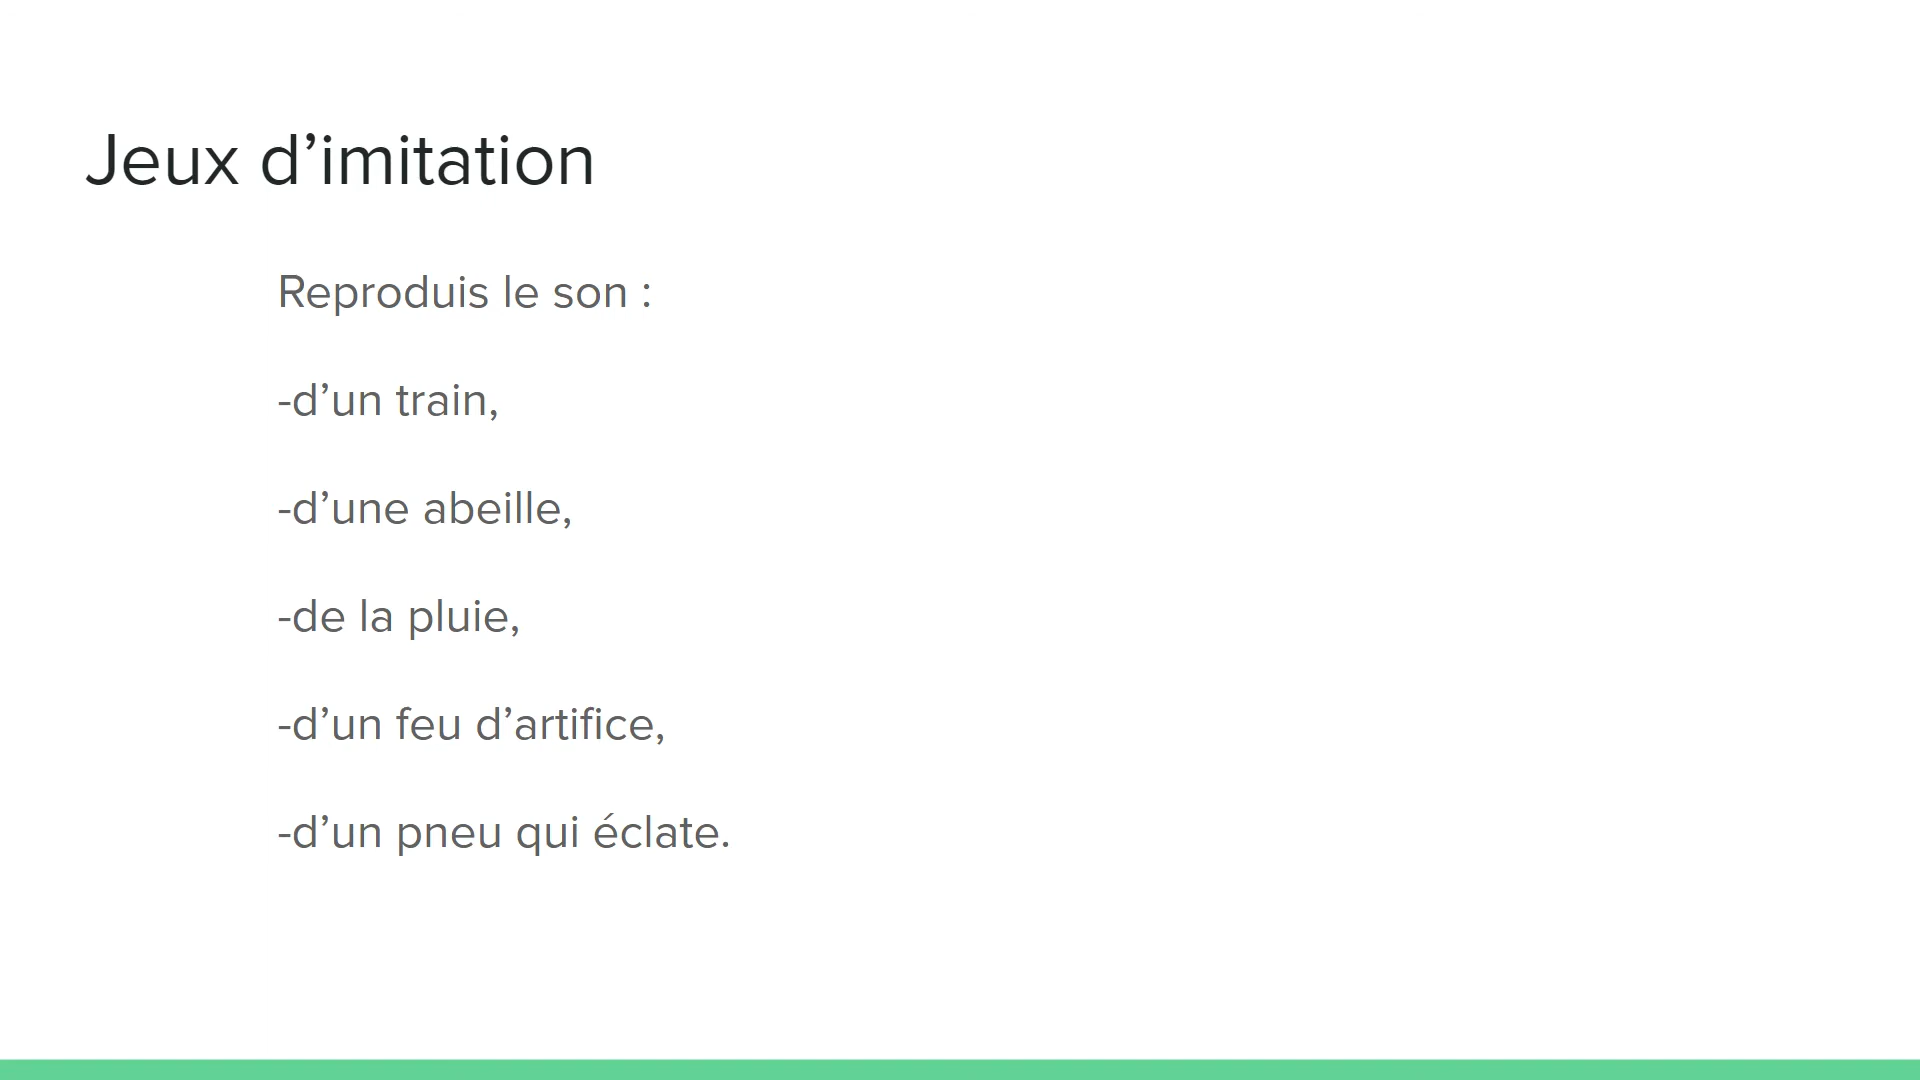 Jeux d’imitation
Reproduis le son :
-d’un train,
-d’une abeille,
-de la pluie,
-d’un feu d’artifice,
-d’un pneu qui éclate.